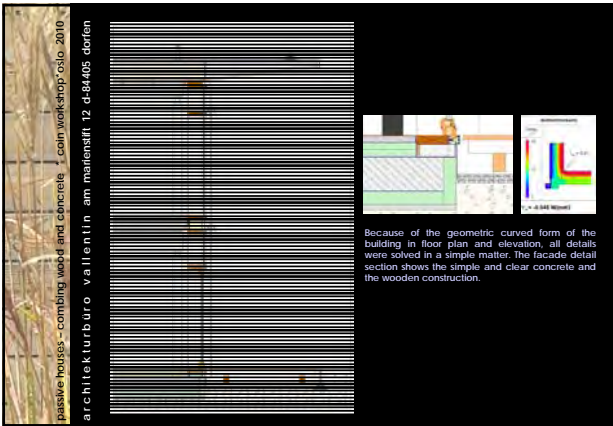 passive houses – combing wood and concrete · coin workshop oslo 2010
architekturbüro vallentin am marienstift 12 d-84405 dorfen
Because of the geometric curved form of the
building in floor plan and elevation, all details
were solved in a simple matter. The facade detail
section shows the simple and clear concrete and
the wooden construction.